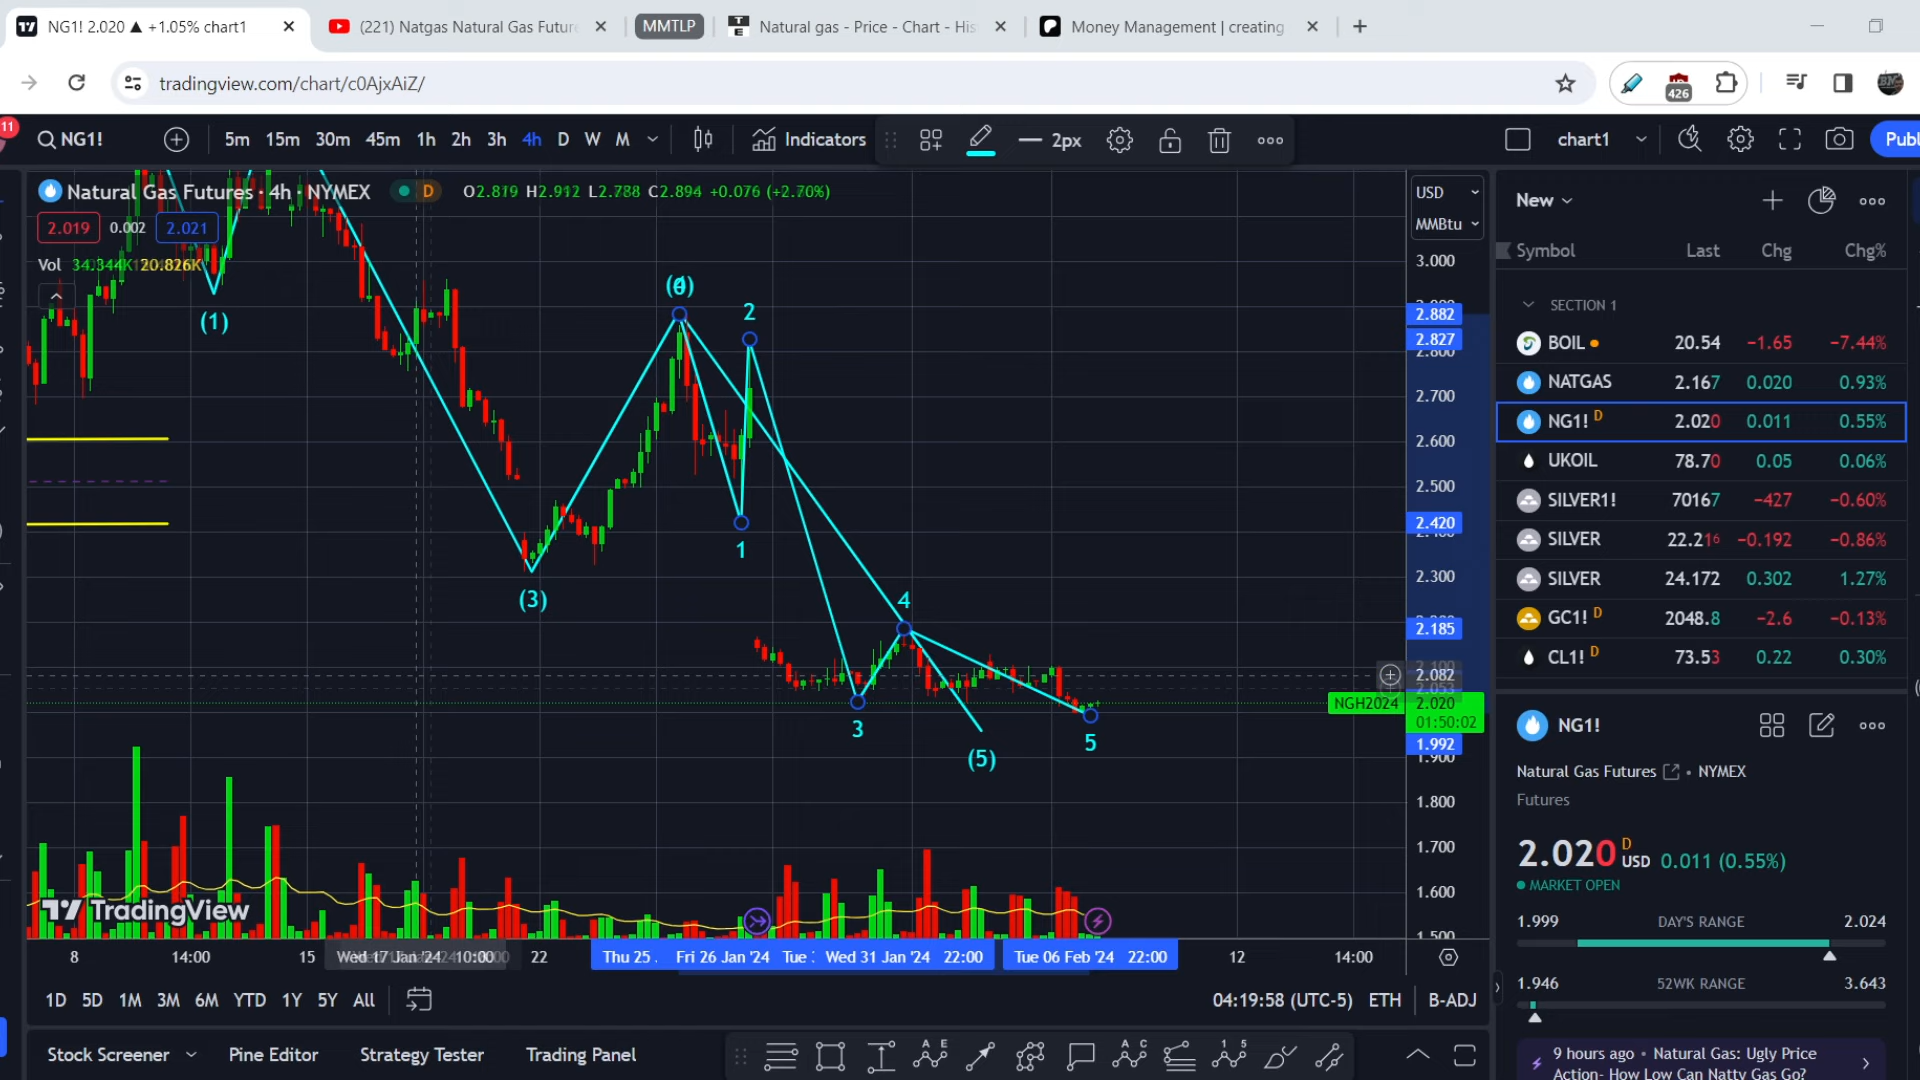 NG1! 2.020 ▲ +1.05% chart1
(221) Natgas Natural Gas Future
MMTLP
Natural gas - Price - Chart - His
Money Management | creating
tradingview.com/chart/c0AjxAiZ/
426
11
NG1!
5m 15m 30m 45m 1h 2h 3h 4h D W M
Indicators
2px
chart1
Publ
Natural Gas Futures · 4h · NYMEX
D
O2.819 H2.912 L2.788 C2.894 +0.076 (+2.70%)
2.019 0.002 2.021
Vol 34.344K 20.826K
USD
MMBtu
3.000
2.882
2.827
2.800
2.700
2.600
2.500
2.420
2.300
2.185
2.082
NGH2024 2.020
01:50:02
1.992
1.900
1.800
1.700
1.600
1.500
(1)
(3)
2
1
4
3
(5)
5
TradingView
8 14:00 15 Wed 17 Jan '24 22 Thu 25 Fri 26 Jan '24 Tue Wed 31 Jan '24 22:00 Tue 06 Feb '24 22:00 12 14:00
1D 5D 1M 3M 6M YTD 1Y 5Y All
04:19:58 (UTC-5) ETH B-ADJ
Stock Screener Pine Editor Strategy Tester Trading Panel
New
Symbol Last Chg Chg%
SECTION 1
BOIL 20.54 −1.65 −7.44%
NATGAS 2.167 0.020 0.93%
NG1! D 2.020 0.011 0.55%
UKOIL 78.70 0.05 0.06%
SILVER1! 70167 −427 −0.60%
SILVER 22.216 −0.192 −0.86%
SILVER 24.172 0.302 1.27%
GC1! D 2048.8 −2.6 −0.13%
CL1! D 73.53 0.22 0.30%
NG1!
Natural Gas Futures • NYMEX
Futures
2.020 D USD 0.011 (0.55%)
MARKET OPEN
1.999 DAY'S RANGE 2.024
1.946 52WK RANGE 3.643
9 hours ago • Natural Gas: Ugly Price
Action- How Low Can Natty Gas Go?